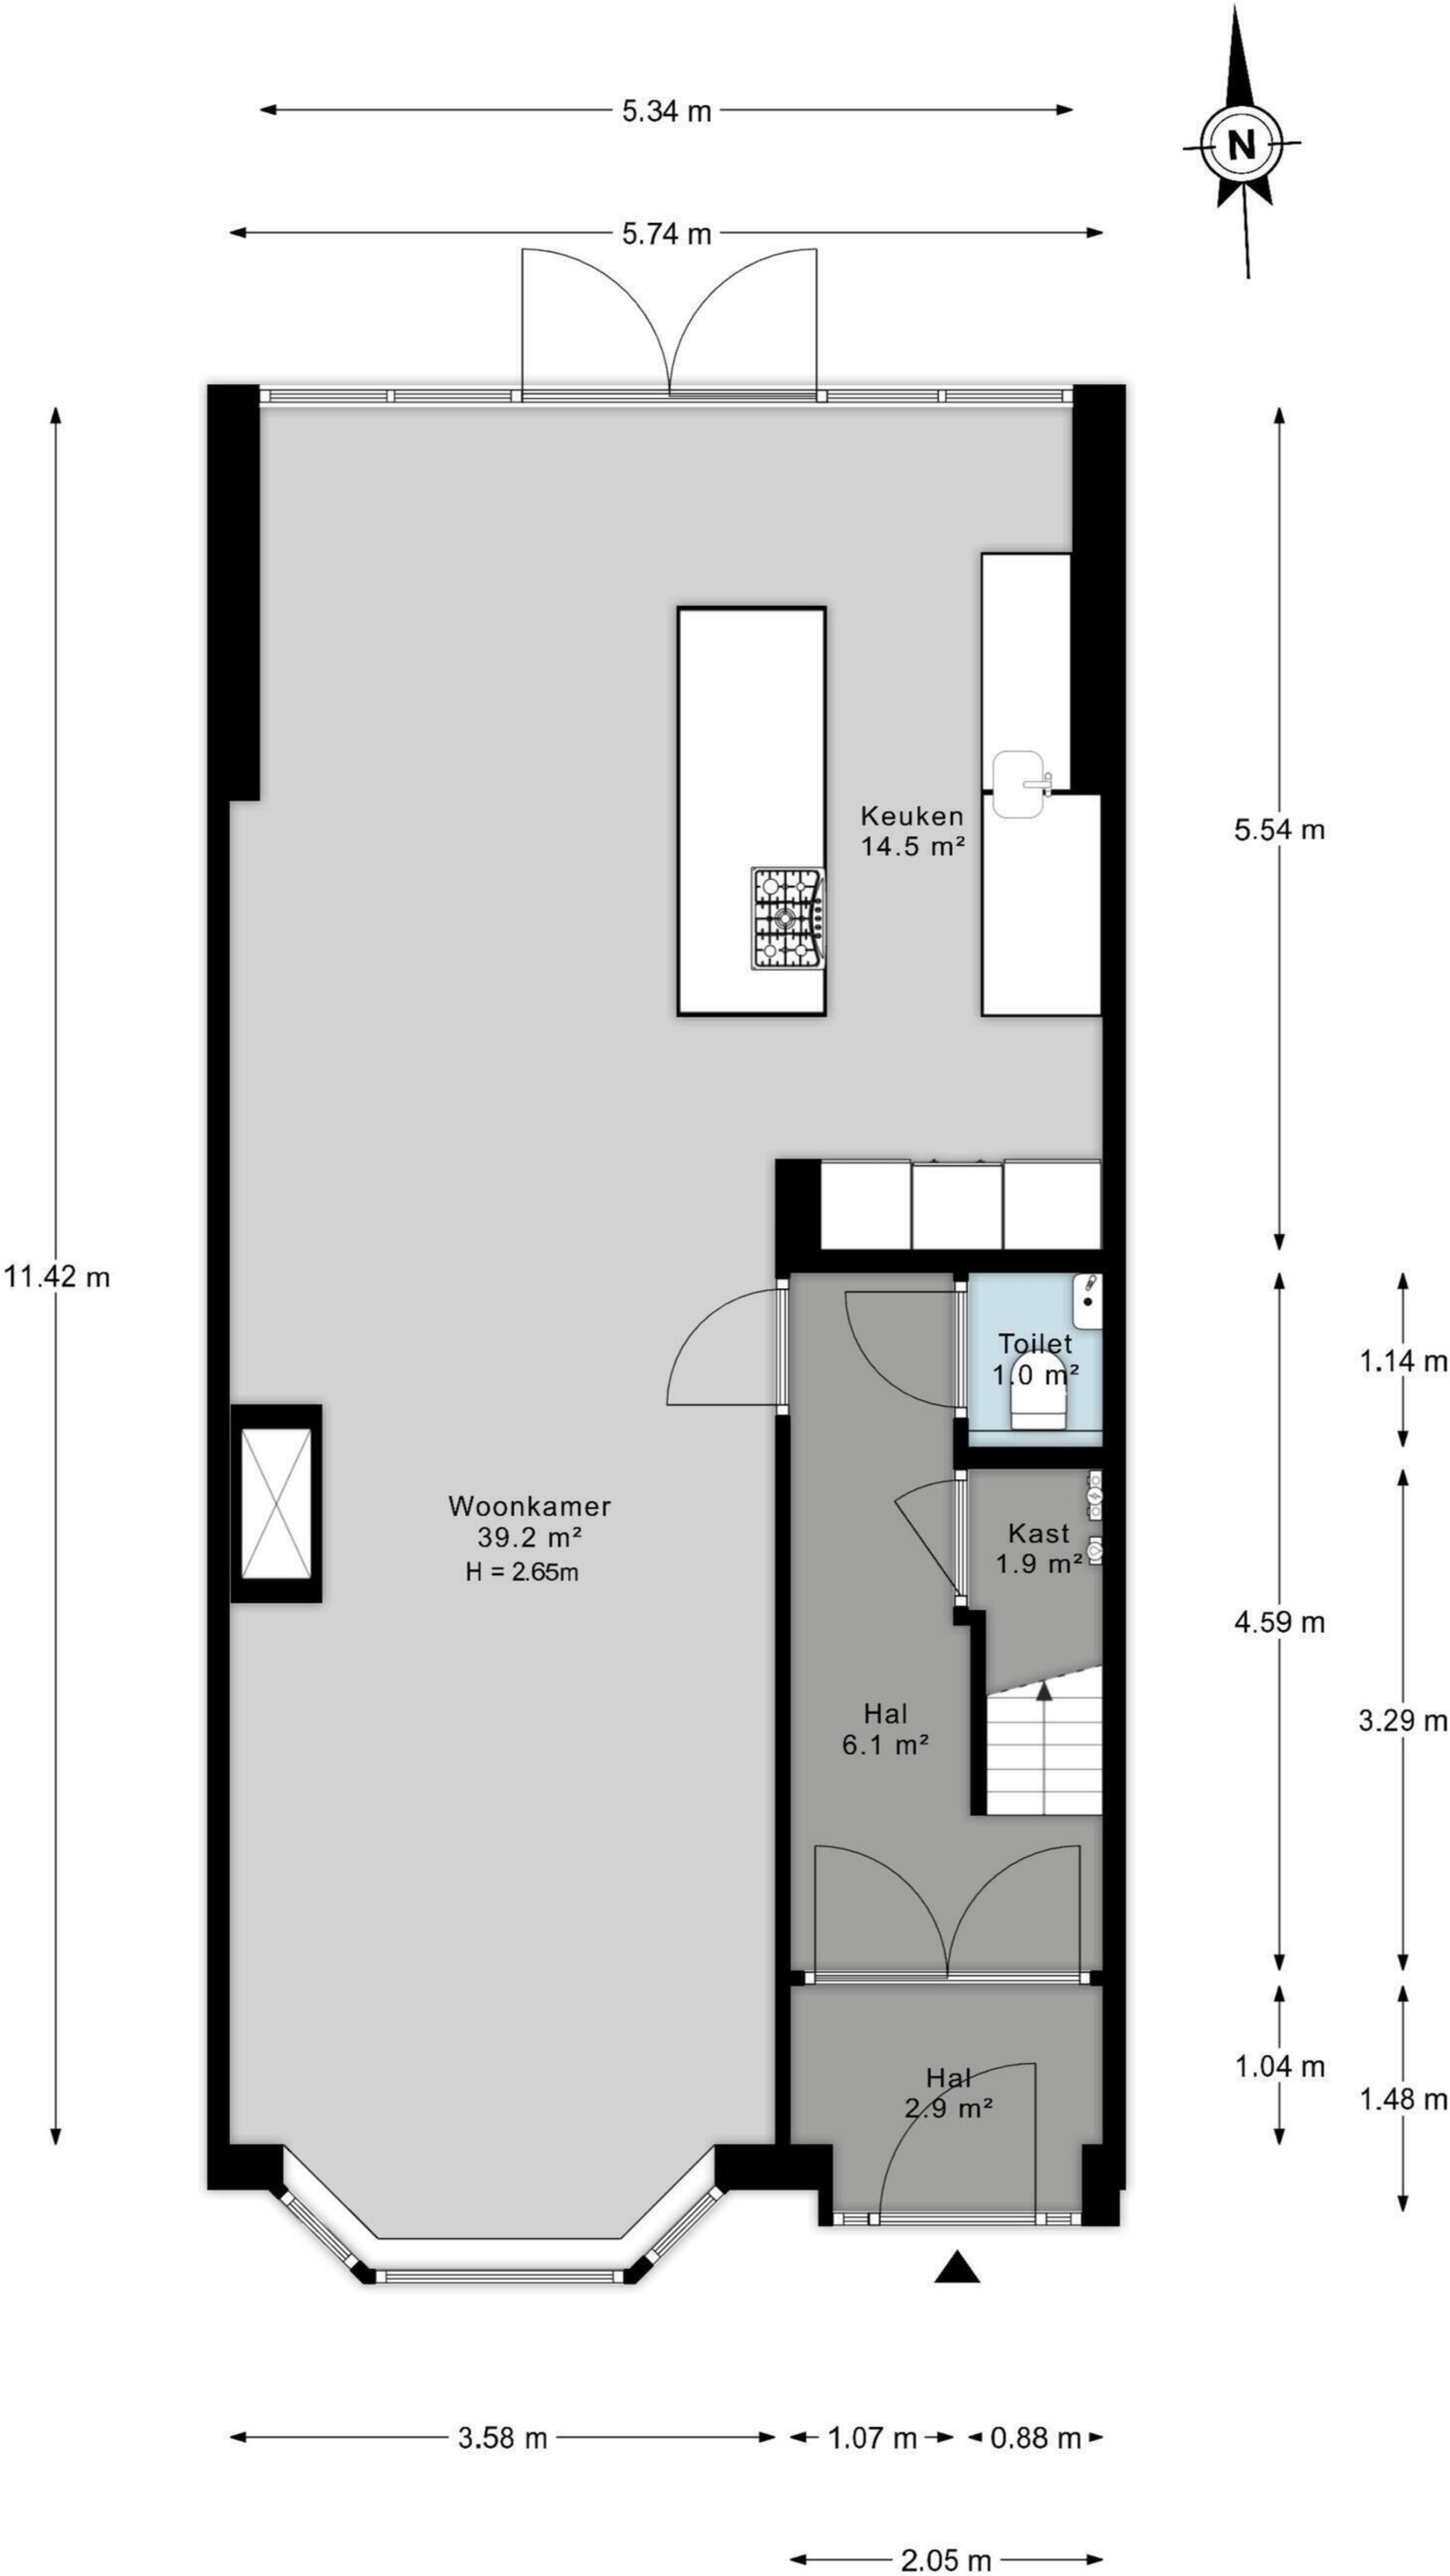 5.34 m
N
5.74 m
Keuken
14.5 m²
5.54 m
11.42 m
Toilet
1.0 m²
1.14 m
Woonkamer
39.2 m²
H = 2.65m
Kast
1.9 m²
4.59 m
Hal
6.1 m²
3.29 m
Hal
2.9 m²
1.04 m
1.48 m
3.58 m
1.07 m
0.88 m
2.05 m